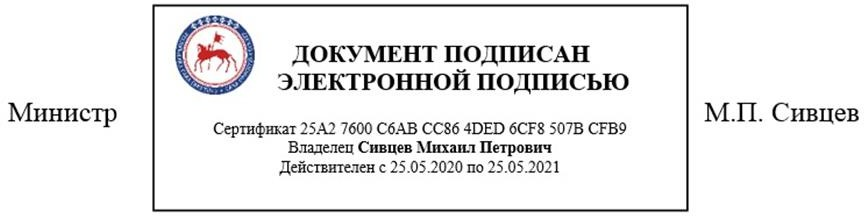 ДОКУМЕНТ ПОДПИСАН
ЭЛЕКТРОННОЙ ПОДПИСЬЮ
Министр
М.П. Сивцев
Сертификат 25A2 7600 C6AB CC86 4DED 6CF8 507B CFB9
Владелец Сивцев Михаил Петрович
Действителен с 25.05.2020 по 25.05.2021